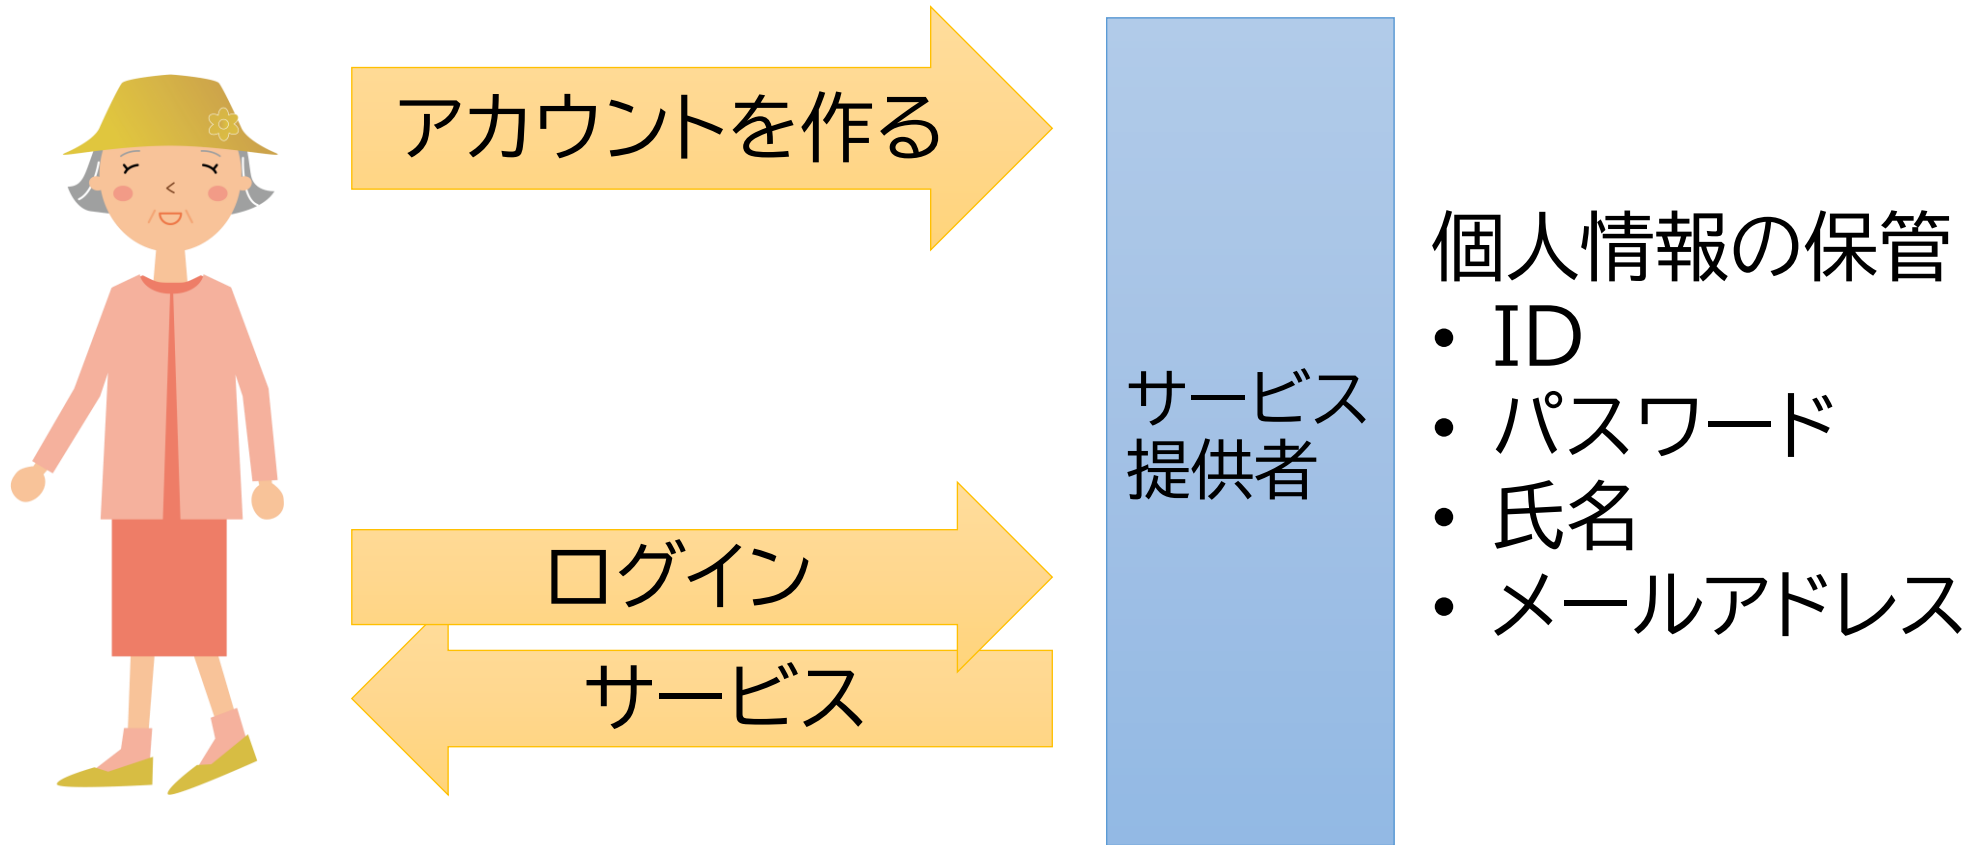 アカウントを作る
ログイン
サービス
サービス
提供者
個人情報の保管
• ID
• パスワード
• 氏名
• メールアドレス